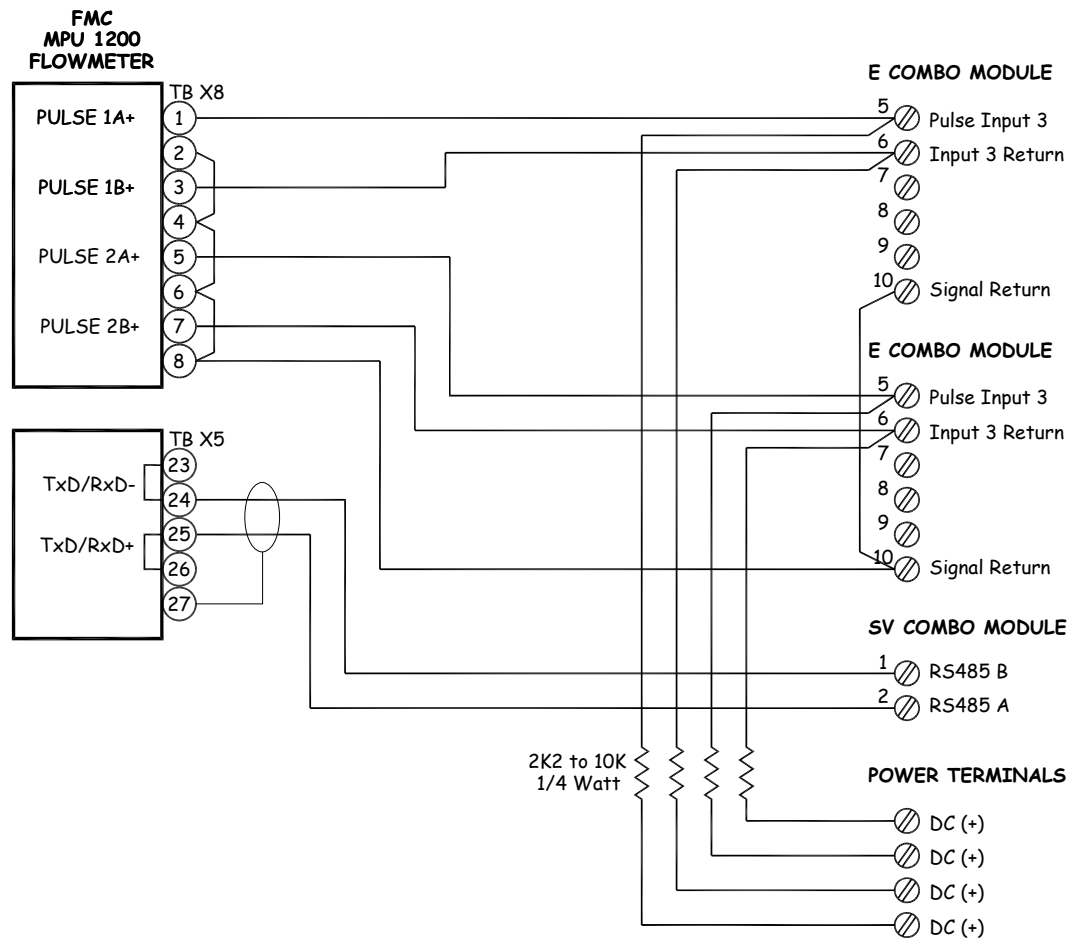 FMC
MPU 1200
FLOWMETER
TB X8
PULSE 1A+
1
2
PULSE 1B+
3
4
PULSE 2A+
5
6
PULSE 2B+
7
8
TB X5
23
TxD/RxD-
24
25
TxD/RxD+
26
27
E COMBO MODULE
5 Pulse Input 3
6 Input 3 Return
7
8
9
10 Signal Return
E COMBO MODULE
5 Pulse Input 3
6 Input 3 Return
7
8
9
10 Signal Return
SV COMBO MODULE
1 RS485 B
2 RS485 A
2K2 to 10K
1/4 Watt
POWER TERMINALS
DC (+)
DC (+)
DC (+)
DC (+)